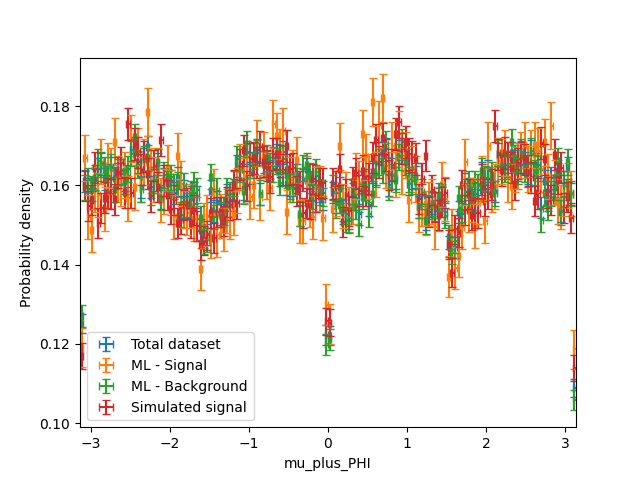 0.18
0.16
0.14
0.12
0.10
Probability density
Total dataset
ML - Signal
ML - Background
Simulated signal
−3
−2
−1
0
1
2
3
mu_plus_PHI